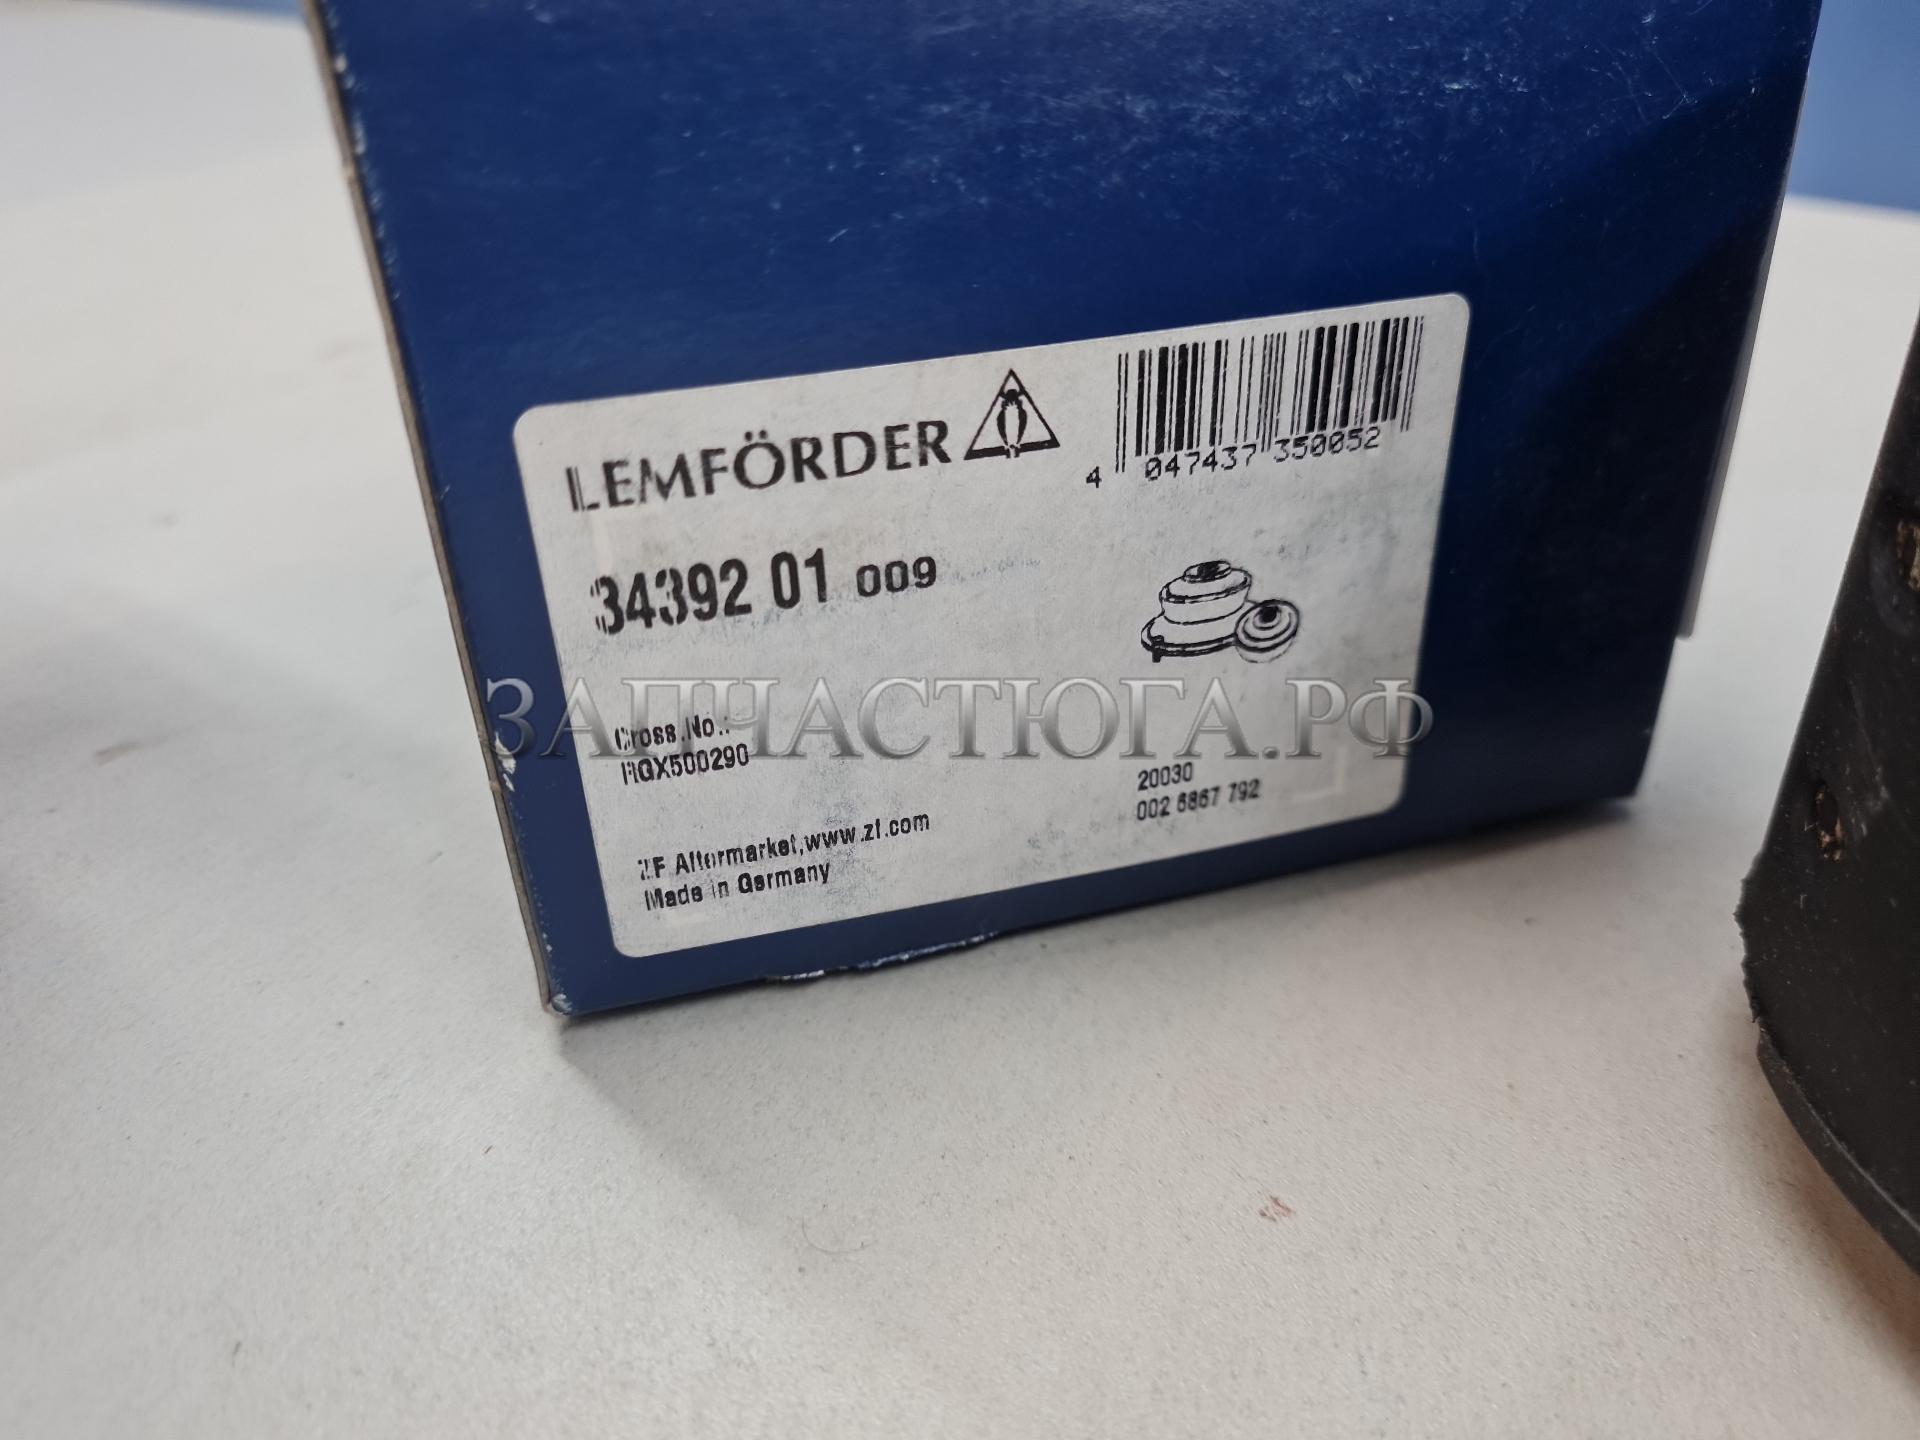 LEMFÖRDER
4 047437 350052
34392 01 009
ЗАПЧАСТЮГА.РФ
Cross.No.:
RGX500290
20030
002 6867 792
ZF Aftermarket,www.zf.com
Made in Germany